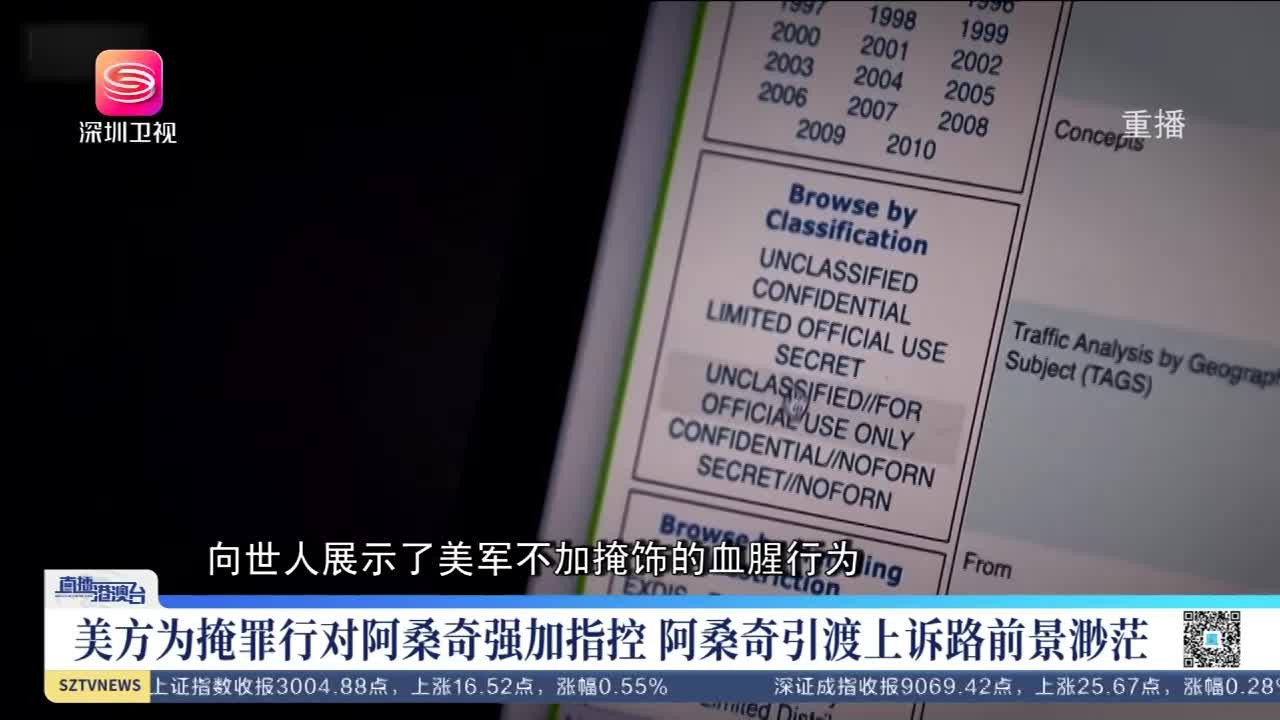 深圳卫视
重播
1997 1998 1996
2000 2001 1999
2003 2004 2002
2006 2007 2005
2009 2010 2008
Concepts
Browse by
Classification
UNCLASSIFIED
CONFIDENTIAL
LIMITED OFFICIAL USE
SECRET
UNCLASSIFIED//FOR
OFFICIAL USE ONLY
CONFIDENTIAL//NOFORN
SECRET//NOFORN
Traffic Analysis by
Subject (TAGS)
From
向世人展示了美军不加掩饰的血腥行为
直播港澳台
美方为掩罪行对阿桑奇强加指控 阿桑奇引渡上诉路前景渺茫
SZTVNEWS
上证指数收报3004.88点，上涨16.52点，涨幅0.55% 深证成指收报9069.42点，上涨25.67点，涨幅0.28%